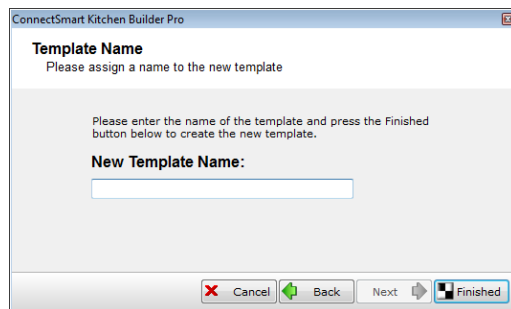 ConnectSmart Kitchen Builder Pro
Template Name
Please assign a name to the new template
Please enter the name of the template and press the Finished
button below to create the new template.
New Template Name:
Cancel Back Next Finished